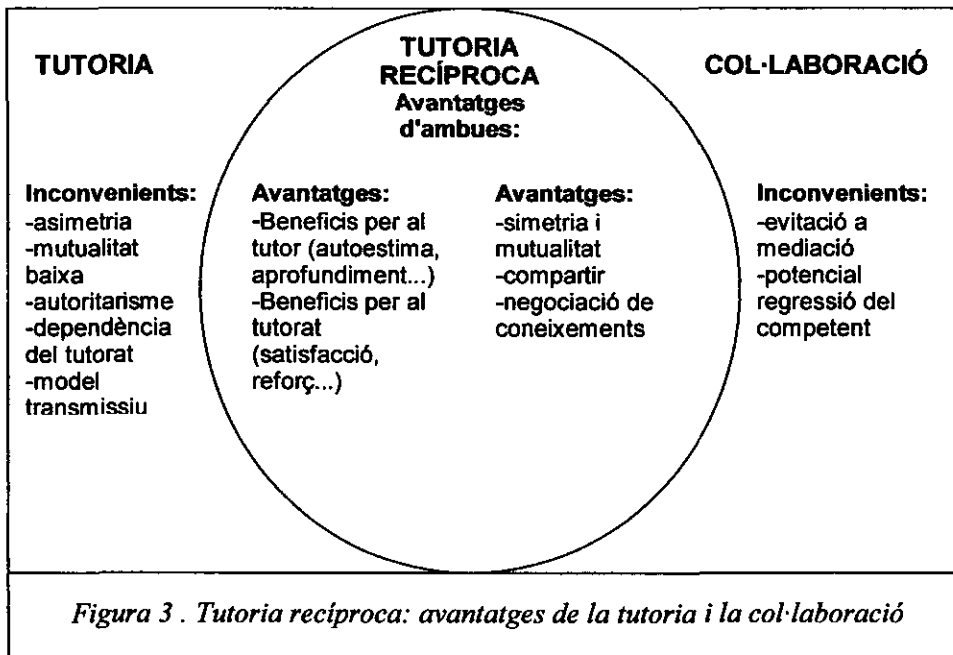 TUTORIA
TUTORIA
RECÍPROCA
Avantatges
d'ambues:
COL·LABORACIÓ
Inconvenients:
-asimetria
-mutualitat
baixa
-autoritarisme
-dependència
del tutorat
-model
transmissiu
Avantatges:
-Beneficis per al
tutor (autoestima,
aprofundiment...)
-Beneficis per al
tutorat
(satisfacció,
reforç...)
Avantatges:
-simetria i
mutualitat
-compartir
-negociació de
coneixements
Inconvenients:
-evitació a
mediació
-potencial
regressió del
competent
Figura 3 . Tutoria recíproca: avantatges de la tutoria i la col·laboració